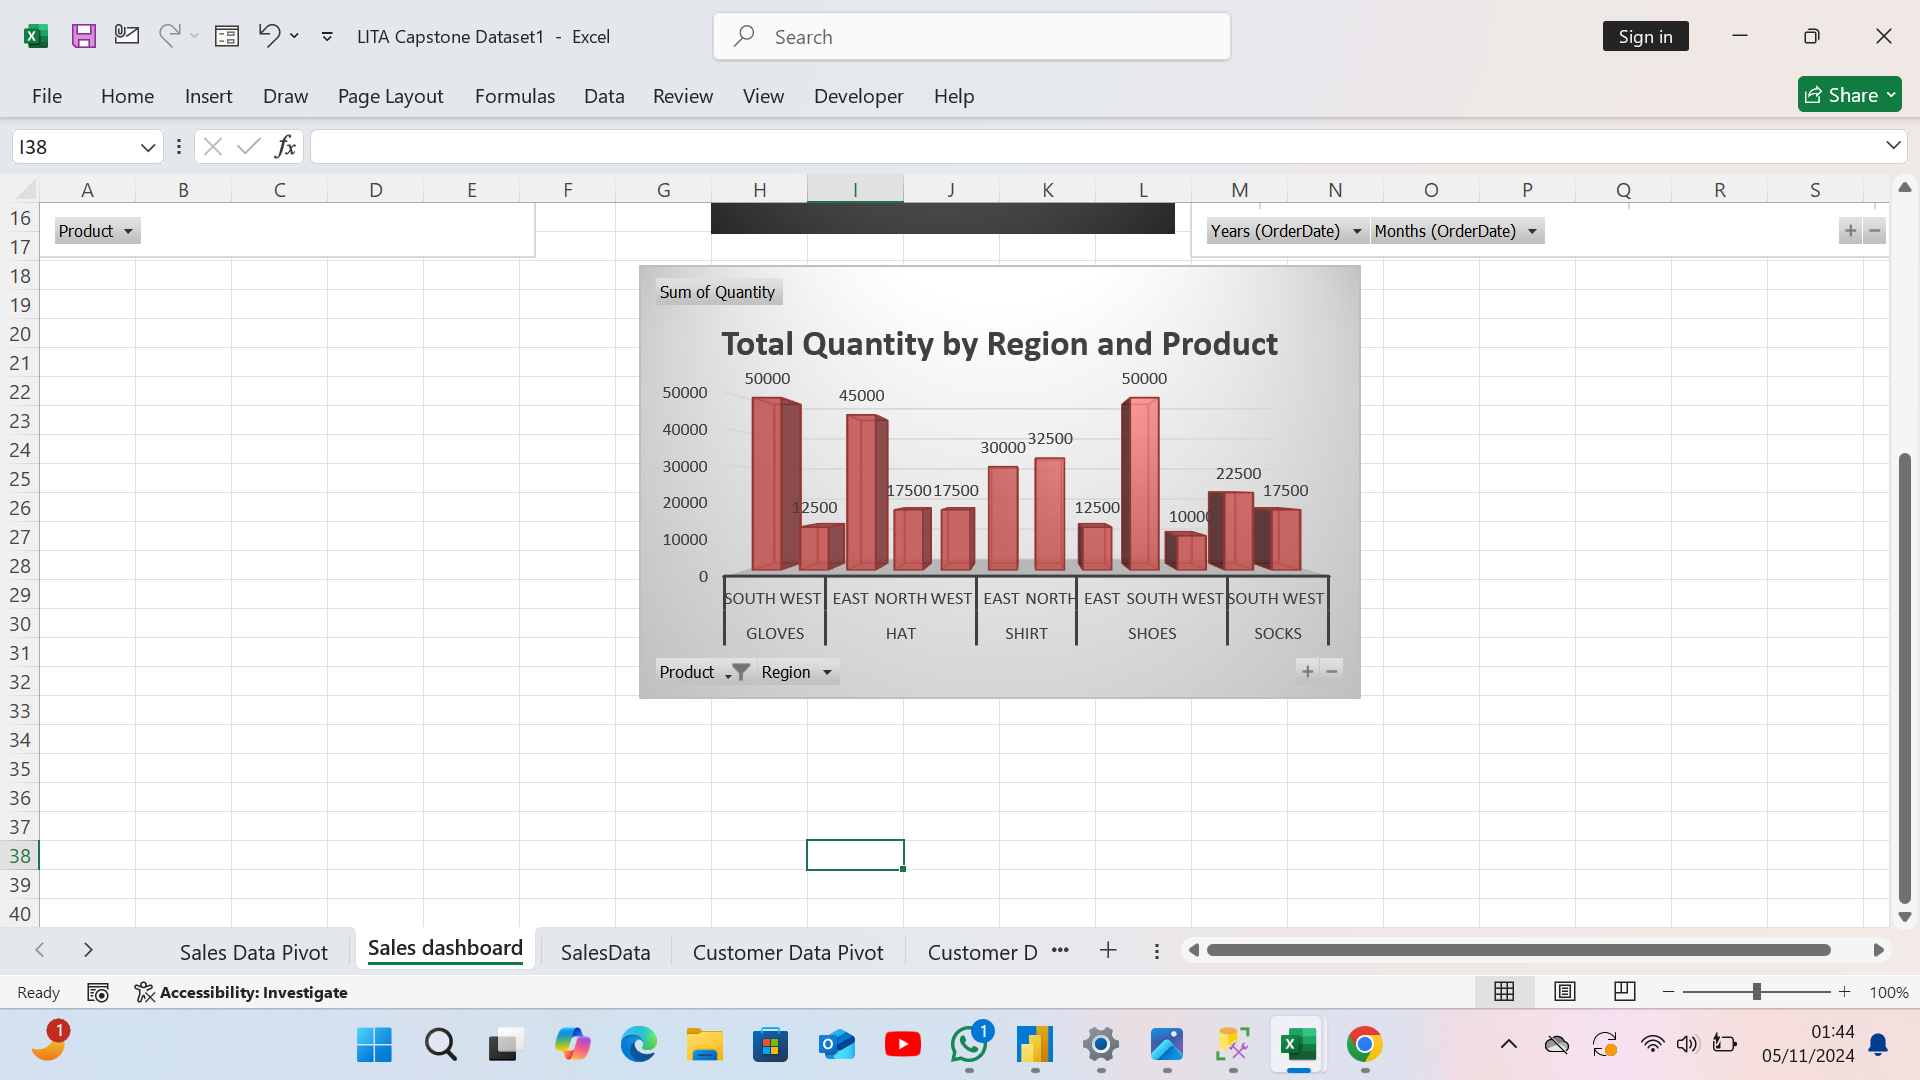 LITA Capstone Dataset1 - Excel
Search
Sign in
File Home Insert Draw Page Layout Formulas Data Review View Developer Help
Share
I38
fx
A B C D E F G H I J K L M N O P Q R S
16
17
18
19
20
21
22
23
24
25
26
27
28
29
30
31
32
33
34
35
36
37
38
39
40
Product
Years (OrderDate) Months (OrderDate)
Sum of Quantity
Total Quantity by Region and Product
50000
40000
30000
20000
10000
0
50000 12500 45000 17500 17500 30000 32500 12500 50000 10000 22500 17500
SOUTH WEST EAST NORTH WEST EAST NORTH EAST SOUTH WEST SOUTH WEST
GLOVES HAT SHIRT SHOES SOCKS
Product Region
Sales Data Pivot Sales dashboard SalesData Customer Data Pivot Customer D
Ready Accessibility: Investigate 100%
1
1
01:44
05/11/2024